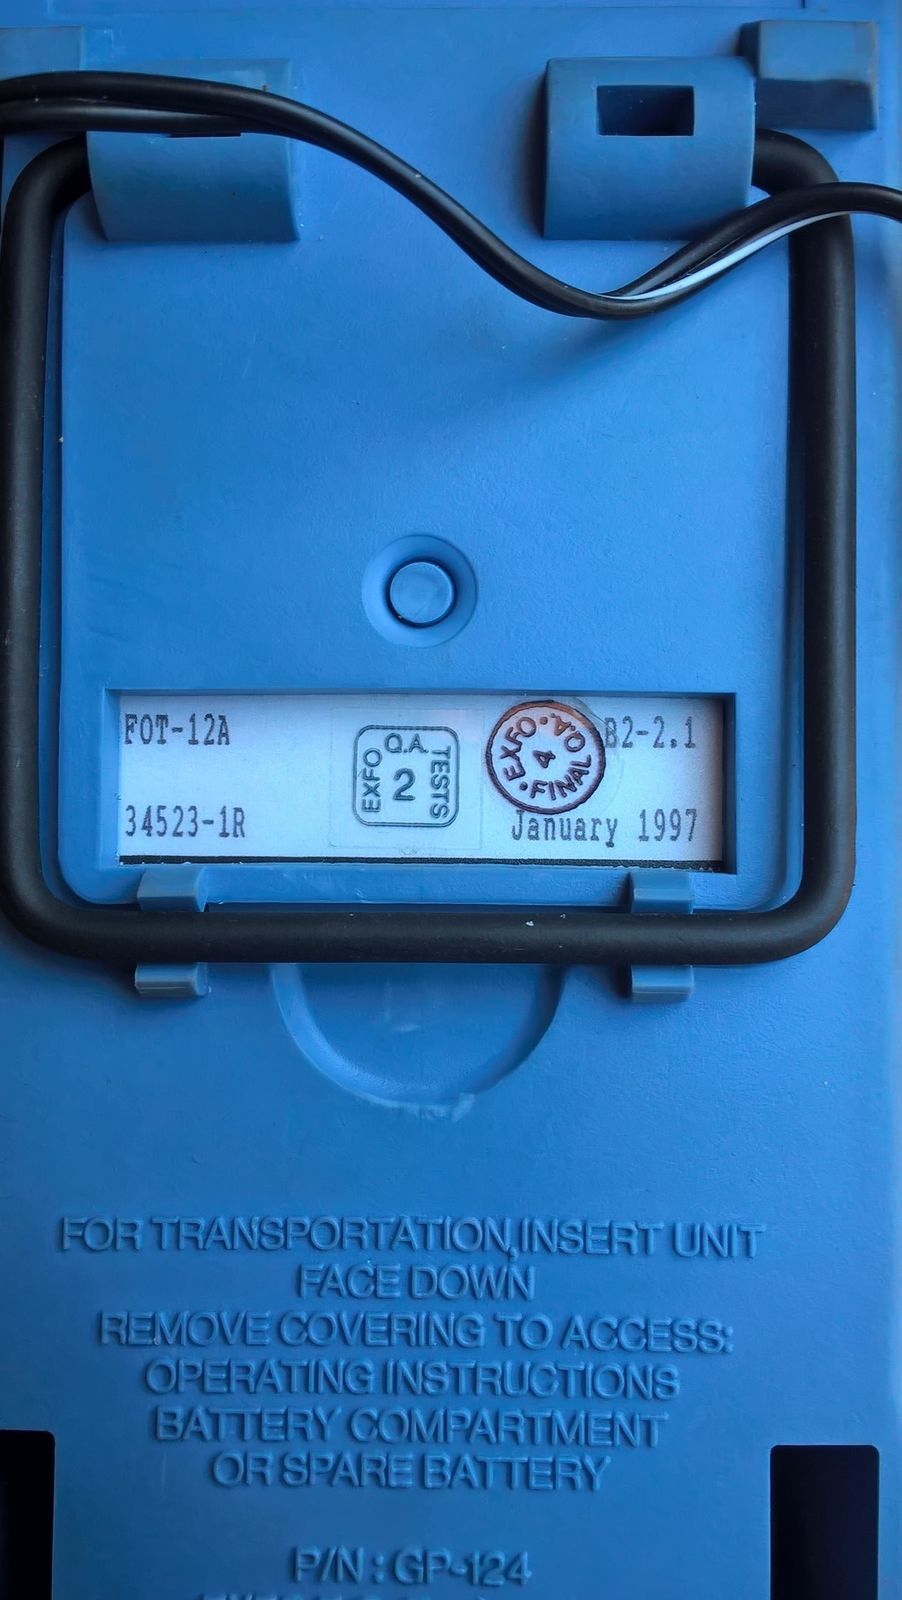 FOT-12A
EXFO Q.A. TESTS 2
EXFO Q.A. FINAL 4
B2-2.1
34523-1R
January 1997
FOR TRANSPORTATION, INSERT UNIT
FACE DOWN
REMOVE COVERING TO ACCESS:
OPERATING INSTRUCTIONS
BATTERY COMPARTMENT
OR SPARE BATTERY
P/N : GP-124